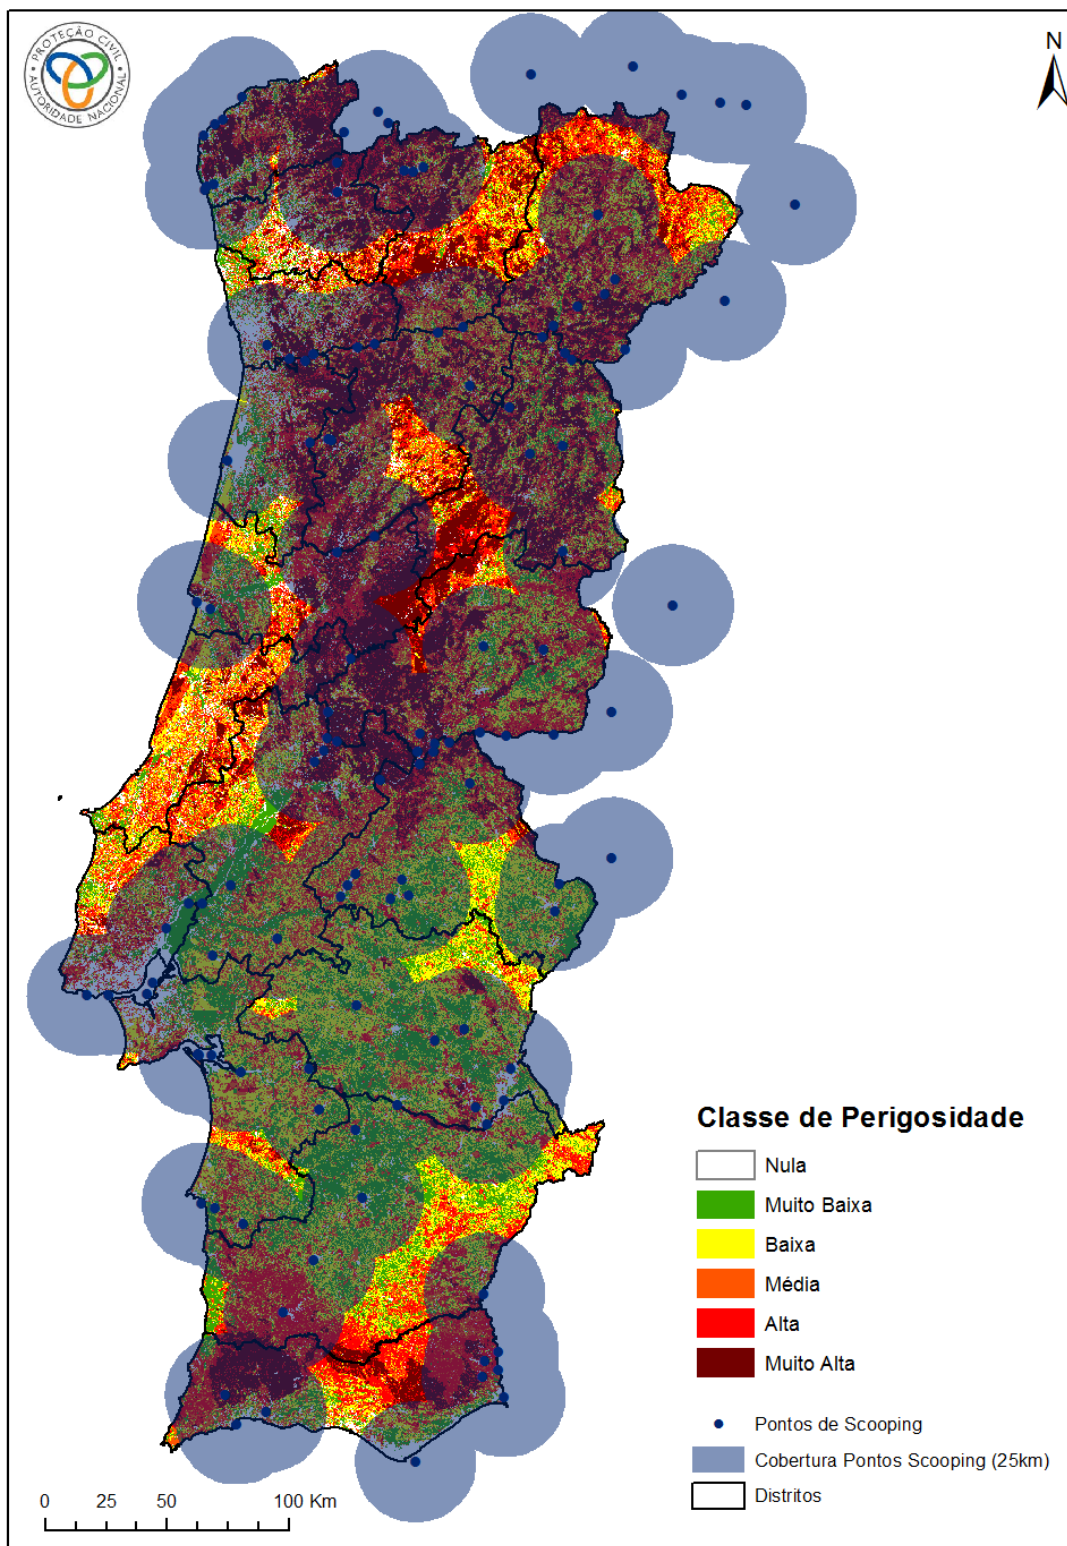 PROTEÇÃO CIVIL
AUTORIDADE NACIONAL
N
Classe de Perigosidade
Nula
Muito Baixa
Baixa
Média
Alta
Muito Alta
Pontos de Scooping
Cobertura Pontos Scooping (25km)
Distritos
0 25 50 100 Km